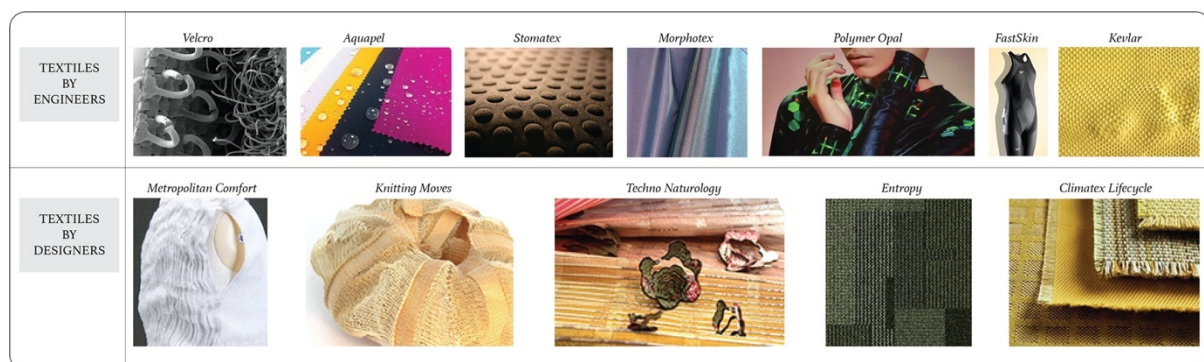 Velcro
Aquapel
Stomatex
Morphotex
Polymer Opal
FastSkin
Kevlar
TEXTILES
BY
ENGINEERS
Metropolitan Comfort
Knitting Moves
Techno Naturology
Entropy
Climatex Lifecycle
TEXTILES
BY
DESIGNERS